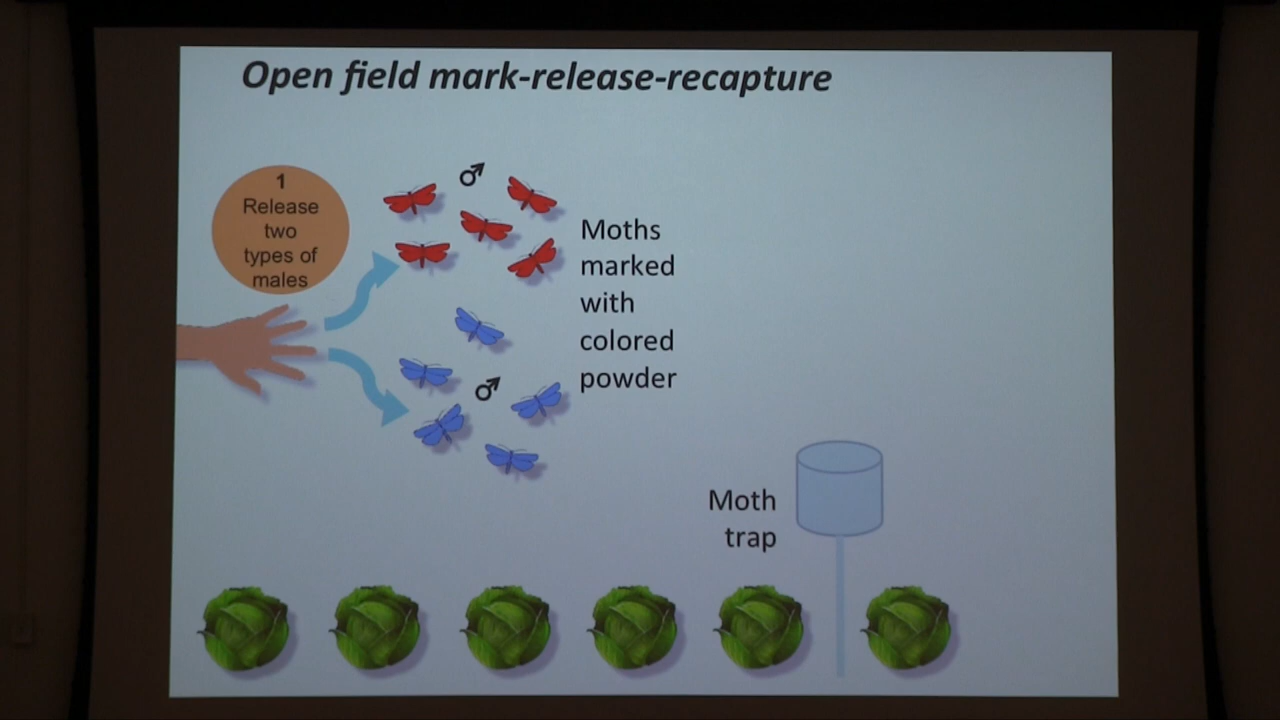 Open field mark-release-recapture
1
Release
two
types of
males
♂
Moths
marked
with
colored
powder
♂
Moth
trap